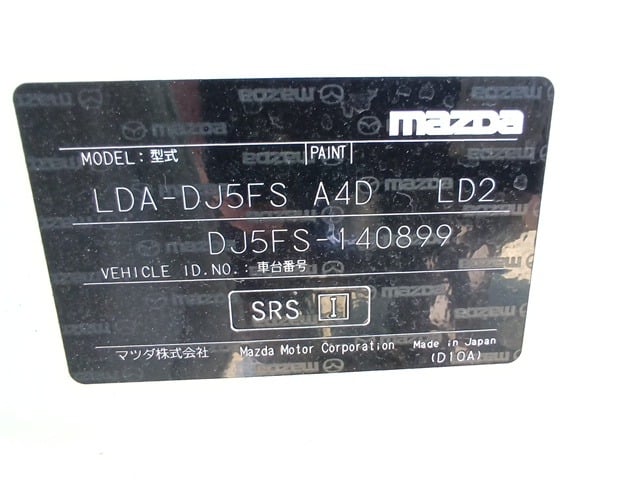 mazda
MODEL: 型式 PAINT
LDA-DJ5FS A4D LD2
DJ5FS-140899
VEHICLE ID.NO.: 車台番号
SRS I
マツダ株式会社 Mazda Motor Corporation Made in Japan
(D10A)